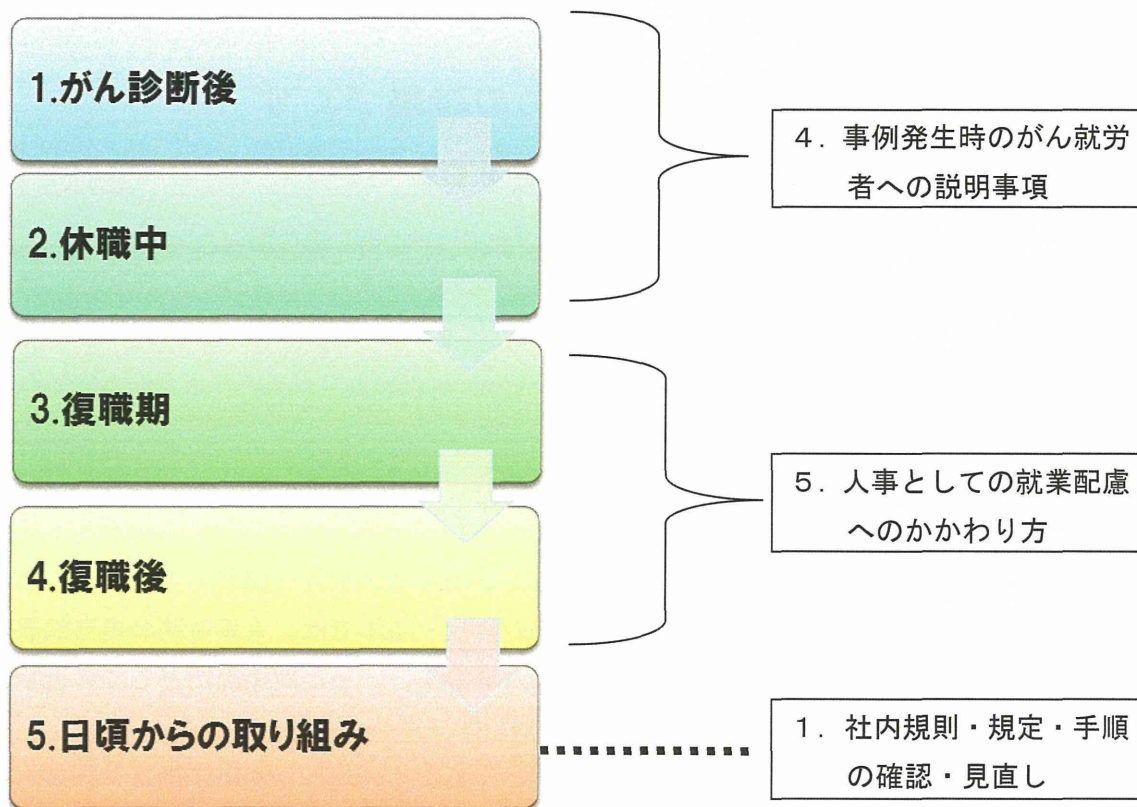 1.がん診断後
2.休職中
4. 事例発生時のがん就労
者への説明事項
3.復職期
4.復職後
5. 人事としての就業配慮
へのかかわり方
5.日頃からの取り組み
1. 社内規則・規定・手順
の確認・見直し